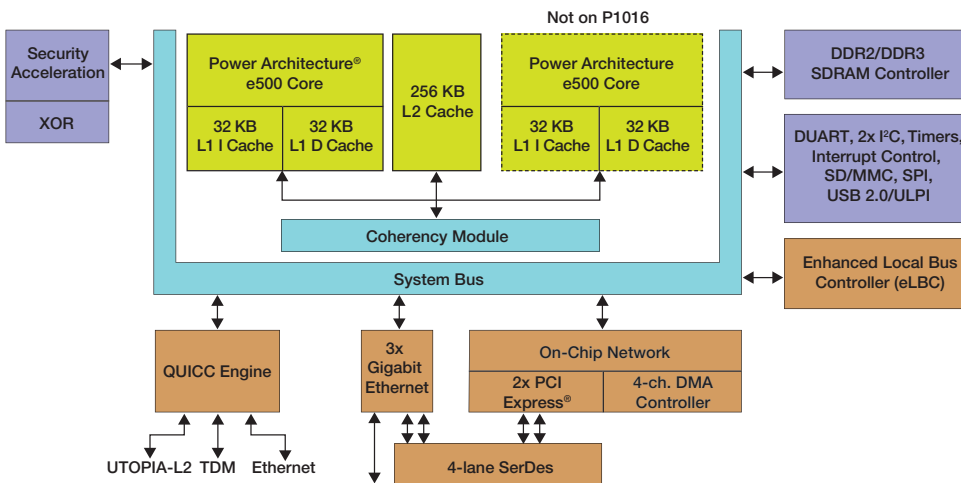 Not on P1016
Security
Acceleration
XOR
Power Architecture®
e500 Core
32 KB
L1 I Cache
32 KB
L1 D Cache
256 KB
L2 Cache
Power Architecture
e500 Core
32 KB
L1 I Cache
32 KB
L1 D Cache
Coherency Module
System Bus
DDR2/DDR3
SDRAM Controller
DUART, 2x I²C, Timers,
Interrupt Control,
SD/MMC, SPI,
USB 2.0/ULPI
Enhanced Local Bus
Controller (eLBC)
QUICC Engine
UTOPIA-L2
TDM
Ethernet
3x
Gigabit
Ethernet
On-Chip Network
2x PCI
Express®
4-ch. DMA
Controller
4-lane SerDes